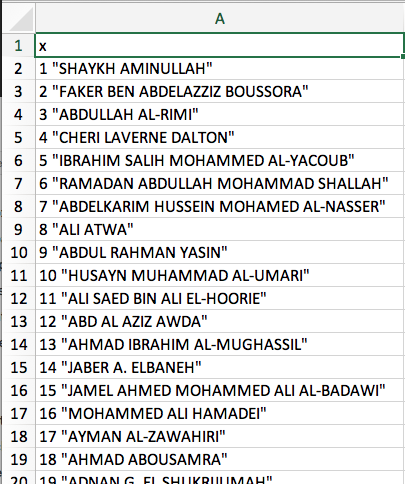 A
1 x
2 1 "SHAYKH AMINULLAH"
3 2 "FAKER BEN ABDELAZZIZ BOUSSORA"
4 3 "ABDULLAH AL-RIMI"
5 4 "CHERI LAVERNE DALTON"
6 5 "IBRAHIM SALIH MOHAMMED AL-YACOUB"
7 6 "RAMADAN ABDULLAH MOHAMMAD SHALLAH"
8 7 "ABDELKARIM HUSSEIN MOHAMED AL-NASSER"
9 8 "ALI ATWA"
10 9 "ABDUL RAHMAN YASIN"
11 10 "HUSAYN MUHAMMAD AL-UMARI"
12 11 "ALI SAED BIN ALI EL-HOORIE"
13 12 "ABD AL AZIZ AWDA"
14 13 "AHMAD IBRAHIM AL-MUGHASSIL"
15 14 "JABER A. ELBANEH"
16 15 "JAMEL AHMED MOHAMMED ALI AL-BADAWI"
17 16 "MOHAMMED ALI HAMADEI"
18 17 "AYMAN AL-ZAWAHIRI"
19 18 "AHMAD ABOUSAMRA"
20 19 "ADNAN G. EL SHUKRIJUMAH"